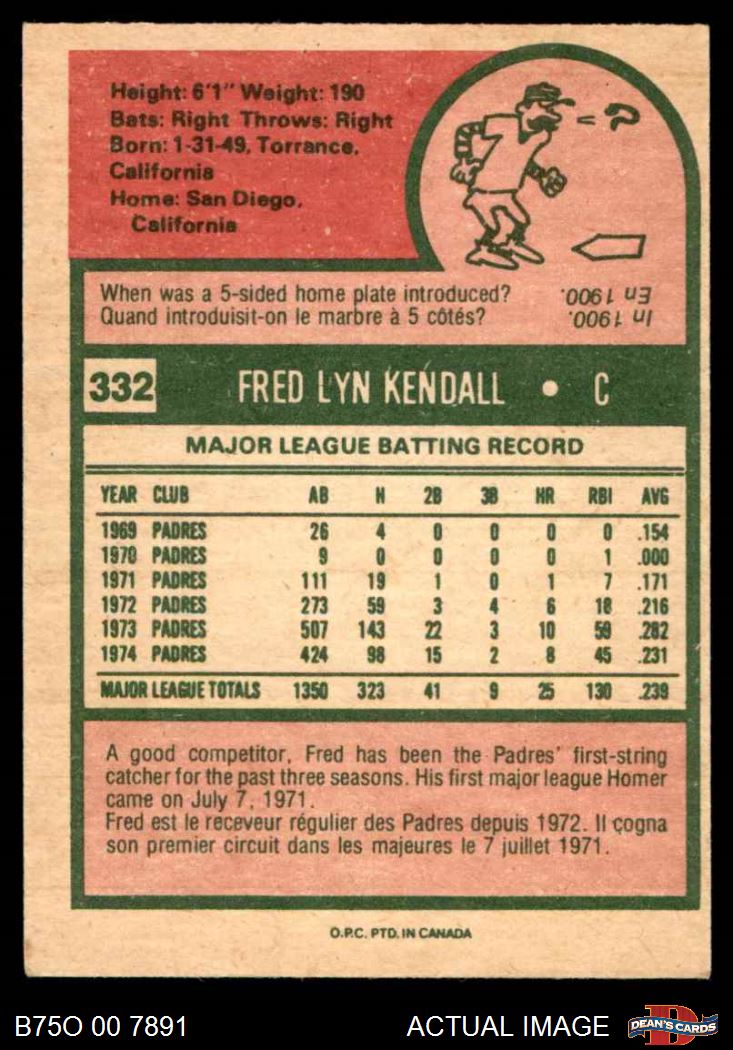 Height: 6'1" Weight: 190
Bats: Right Throws: Right
Born: 1-31-49, Torrance,
California
Home: San Diego,
California
?
When was a 5-sided home plate introduced?
Quand introduisit-on le marbre à 5 côtés?
In 1900.
En 1900.
332 FRED LYN KENDALL • C
MAJOR LEAGUE BATTING RECORD
YEAR CLUB AB H 2B 3B HR RBI AVG
1969 PADRES 26 4 0 0 0 0 .154
1970 PADRES 9 0 0 0 0 1 .000
1971 PADRES 111 19 1 0 1 7 .171
1972 PADRES 273 59 3 4 6 18 .216
1973 PADRES 507 143 22 3 10 59 .282
1974 PADRES 424 98 15 2 8 45 .231
MAJOR LEAGUE TOTALS 1350 323 41 9 25 130 .239
A good competitor, Fred has been the Padres' first-string
catcher for the past three seasons. His first major league Homer
came on July 7, 1971.
Fred est le receveur régulier des Padres depuis 1972. Il cogna
son premier circuit dans les majeures le 7 juillet 1971.
O.P.C. PTD. IN CANADA
B75O 00 7891
ACTUAL IMAGE
D
DEAN'S CARDS